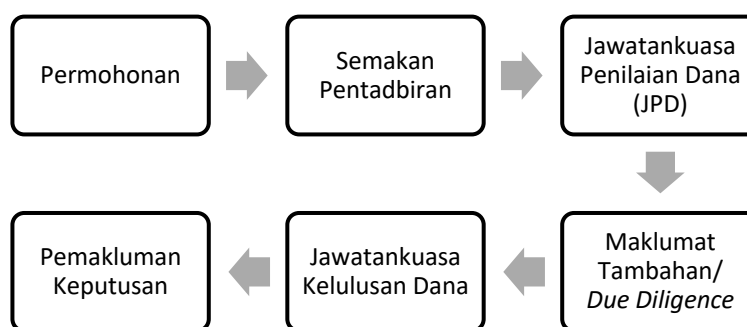 Permohonan
Semakan
Pentadbiran
Jawatankuasa
Penilaian Dana
(JPD)
Maklumat
Tambahan/
Due Diligence
Jawatankuasa
Kelulusan Dana
Pemakluman
Keputusan